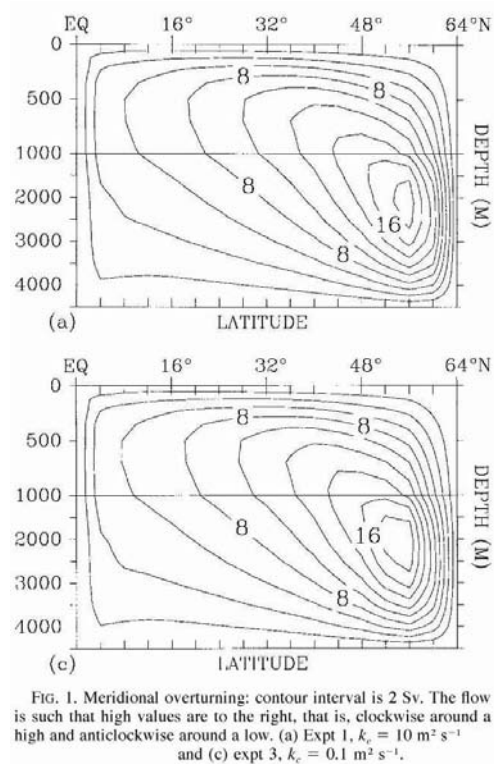 EQ 16° 32° 48° 64°N
0
8 8
500
1000
DEPTH (M)
2000
16
8
3000
8
4000
(a) LATITUDE
EQ 16° 32° 48° 64°N
0
8 8
500
1000
DEPTH (M)
2000
16
8
3000
8
4000
(c) LATITUDE
FIG. 1. Meridional overturning: contour interval is 2 Sv. The flow
is such that high values are to the right, that is, clockwise around a
high and anticlockwise around a low. (a) Expt 1, k_e = 10 m² s⁻¹
and (c) expt 3, k_e = 0.1 m² s⁻¹.